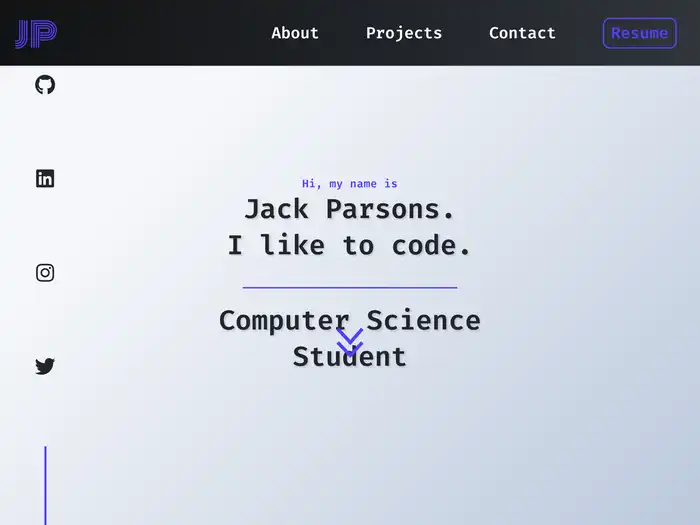 JP
About Projects Contact Resume
Hi, my name is
Jack Parsons.
I like to code.
Computer Science
Student